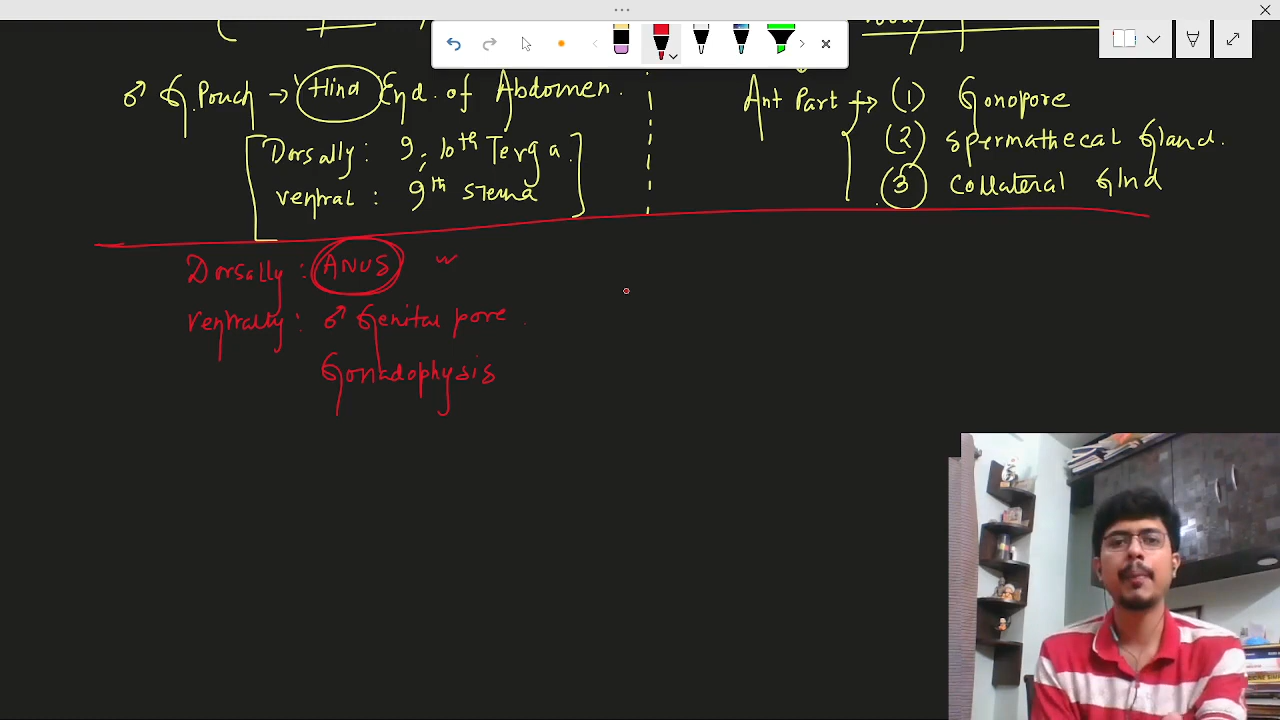 ♂ G. Pouch → Hind End of Abdomen.
Dorsally : 9, 10th Terga.
ventral : 9th sterna
Ant Part → (1) Gonopore
(2) spermathecal Gland.
(3) Collateral Glnd
Dorsally : ANUS
ventrally : ♂ Genital pore.
Gonadophysis